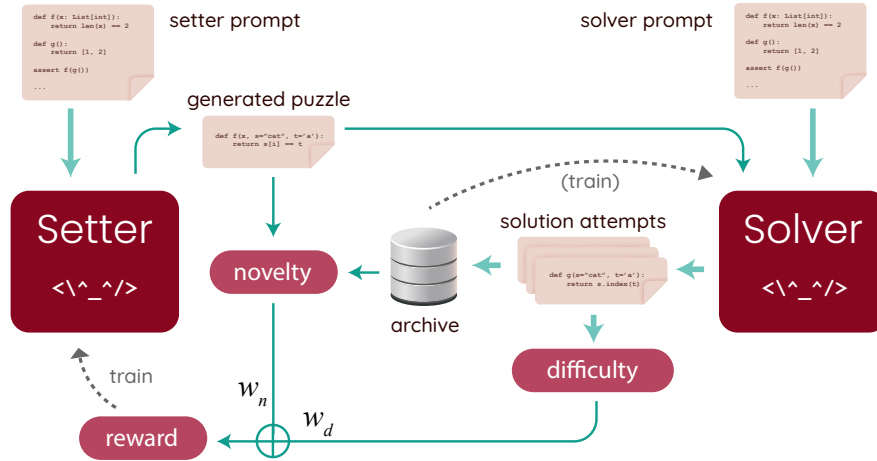 setter prompt
def f(x: List[int]):
return len(x) == 2
def g():
return [1, 2]
assert f(g())
...
solver prompt
def f(x: List[int]):
return len(x) == 2
def g():
return [1, 2]
assert f(g())
...
generated puzzle
def f(x, s=”cat”, t=’a’):
return s[i] == t
(train)
Setter
<\^_^/>
novelty
archive
solution attempts
def g(s=”cat”, t=’a’):
return s.index(t)
Solver
<\^_^/>
difficulty
train
wn
wd
reward